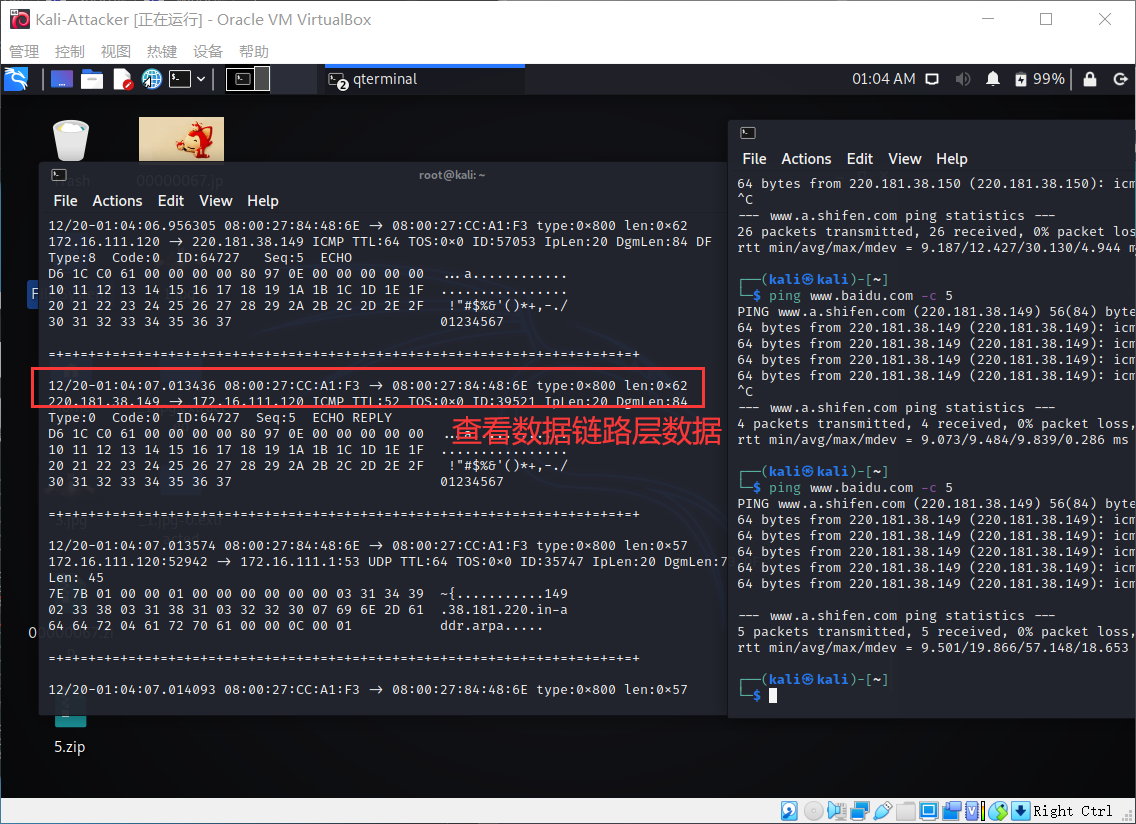 Kali-Attacker [正在运行] - Oracle VM VirtualBox
管理 控制 视图 热键 设备 帮助
qterminal
2
01:04 AM
99%
00000067.jp
root@kali: ~
File Actions Edit View Help
12/20-01:04:06.956305 08:00:27:84:48:6E -> 08:00:27:CC:A1:F3 type:0×800 len:0×62
172.16.111.120 -> 220.181.38.149 ICMP TTL:64 TOS:0×0 ID:57053 IpLen:20 DgmLen:84 DF
Type:8 Code:0 ID:64727 Seq:5 ECHO
D6 1C C0 61 00 00 00 00 80 97 0E 00 00 00 00 00 ...a............
10 11 12 13 14 15 16 17 18 19 1A 1B 1C 1D 1E 1F ................
20 21 22 23 24 25 26 27 28 29 2A 2B 2C 2D 2E 2F !"#$%&'()*+,-./
30 31 32 33 34 35 36 37 01234567
=+=+=+=+=+=+=+=+=+=+=+=+=+=+=+=+=+=+=+=+=+=+=+=+=+=+=+=+=+=+=+=+=+=+=+=+=+
12/20-01:04:07.013436 08:00:27:CC:A1:F3 -> 08:00:27:84:48:6E type:0×800 len:0×62
220.181.38.149 -> 172.16.111.120 ICMP TTL:52 TOS:0×0 ID:39521 IpLen:20 DgmLen:84
Type:0 Code:0 ID:64727 Seq:5 ECHO REPLY
查看数据链路层数据
D6 1C C0 61 00 00 00 00 80 97 0E 00 00 00 00 00 ...a............
10 11 12 13 14 15 16 17 18 19 1A 1B 1C 1D 1E 1F ................
20 21 22 23 24 25 26 27 28 29 2A 2B 2C 2D 2E 2F !"#$%&'()*+,-./
30 31 32 33 34 35 36 37 01234567
=+=+=+=+=+=+=+=+=+=+=+=+=+=+=+=+=+=+=+=+=+=+=+=+=+=+=+=+=+=+=+=+=+=+=+=+=+
12/20-01:04:07.013574 08:00:27:84:48:6E -> 08:00:27:CC:A1:F3 type:0×800 len:0×57
172.16.111.120:52942 -> 172.16.111.1:53 UDP TTL:64 TOS:0×0 ID:35747 IpLen:20 DgmLen:7
Len: 45
7E 7B 01 00 00 01 00 00 00 00 00 00 03 31 34 39 ~{...........149
02 33 38 03 31 38 31 03 32 32 30 07 69 6E 2D 61 .38.181.220.in-a
64 64 72 04 61 72 70 61 00 00 0C 00 01 ddr.arpa.....
=+=+=+=+=+=+=+=+=+=+=+=+=+=+=+=+=+=+=+=+=+=+=+=+=+=+=+=+=+=+=+=+=+=+=+=+=+
12/20-01:04:07.014093 08:00:27:CC:A1:F3 -> 08:00:27:84:48:6E type:0×800 len:0×57
5.zip
File Actions Edit View Help
64 bytes from 220.181.38.150 (220.181.38.150): icm
^C
--- www.a.shifen.com ping statistics ---
26 packets transmitted, 26 received, 0% packet los
rtt min/avg/max/mdev = 9.187/12.427/30.130/4.944 m
┌──(kali㉿kali)-[~]
└─$ ping www.baidu.com -c 5
PING www.a.shifen.com (220.181.38.149) 56(84) byte
64 bytes from 220.181.38.149 (220.181.38.149): icm
64 bytes from 220.181.38.149 (220.181.38.149): icm
64 bytes from 220.181.38.149 (220.181.38.149): icm
64 bytes from 220.181.38.149 (220.181.38.149): icm
^C
--- www.a.shifen.com ping statistics ---
4 packets transmitted, 4 received, 0% packet loss,
rtt min/avg/max/mdev = 9.073/9.484/9.839/0.286 ms
┌──(kali㉿kali)-[~]
└─$ ping www.baidu.com -c 5
PING www.a.shifen.com (220.181.38.149) 56(84) byte
64 bytes from 220.181.38.149 (220.181.38.149): icm
64 bytes from 220.181.38.149 (220.181.38.149): icm
64 bytes from 220.181.38.149 (220.181.38.149): icm
64 bytes from 220.181.38.149 (220.181.38.149): icm
64 bytes from 220.181.38.149 (220.181.38.149): icm
--- www.a.shifen.com ping statistics ---
5 packets transmitted, 5 received, 0% packet loss,
rtt min/avg/max/mdev = 9.501/19.866/57.148/18.653
┌──(kali㉿kali)-[~]
└─$
Right Ctrl